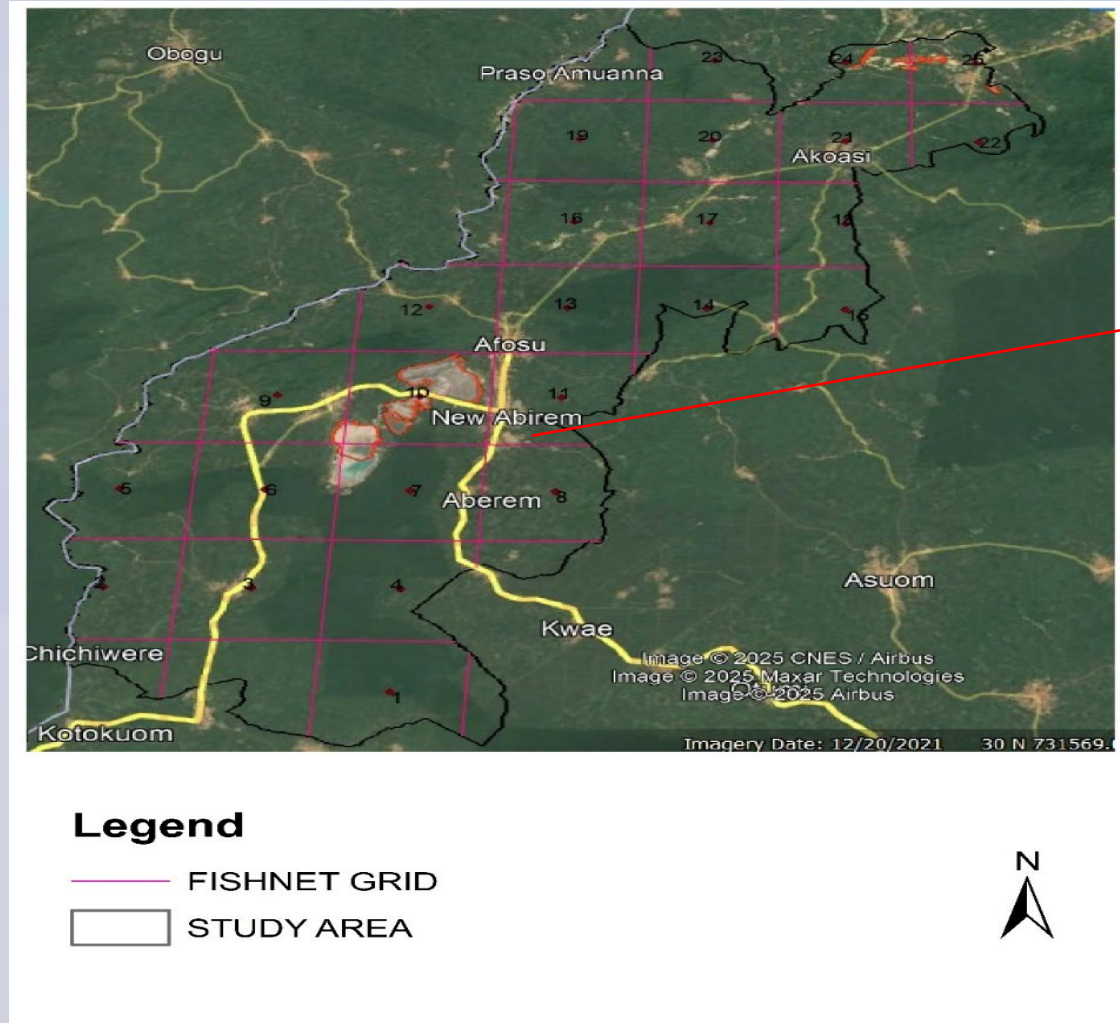 Obogu
Praso Amuanna
23
24
25
19
20
21
22
Akoasi
16
17
18
12
13
14
15
Afosu
9
10
11
New Abirem
5
6
7
8
Aberem
2
3
4
Asuom
Kwae
Chichiwere
1
Kotokuom
Image © 2025 CNES / Airbus
Image © 2025 Maxar Technologies
Image © 2025 Airbus
Imagery Date: 12/20/2021 30 N 731569.
Legend
FISHNET GRID
STUDY AREA
N